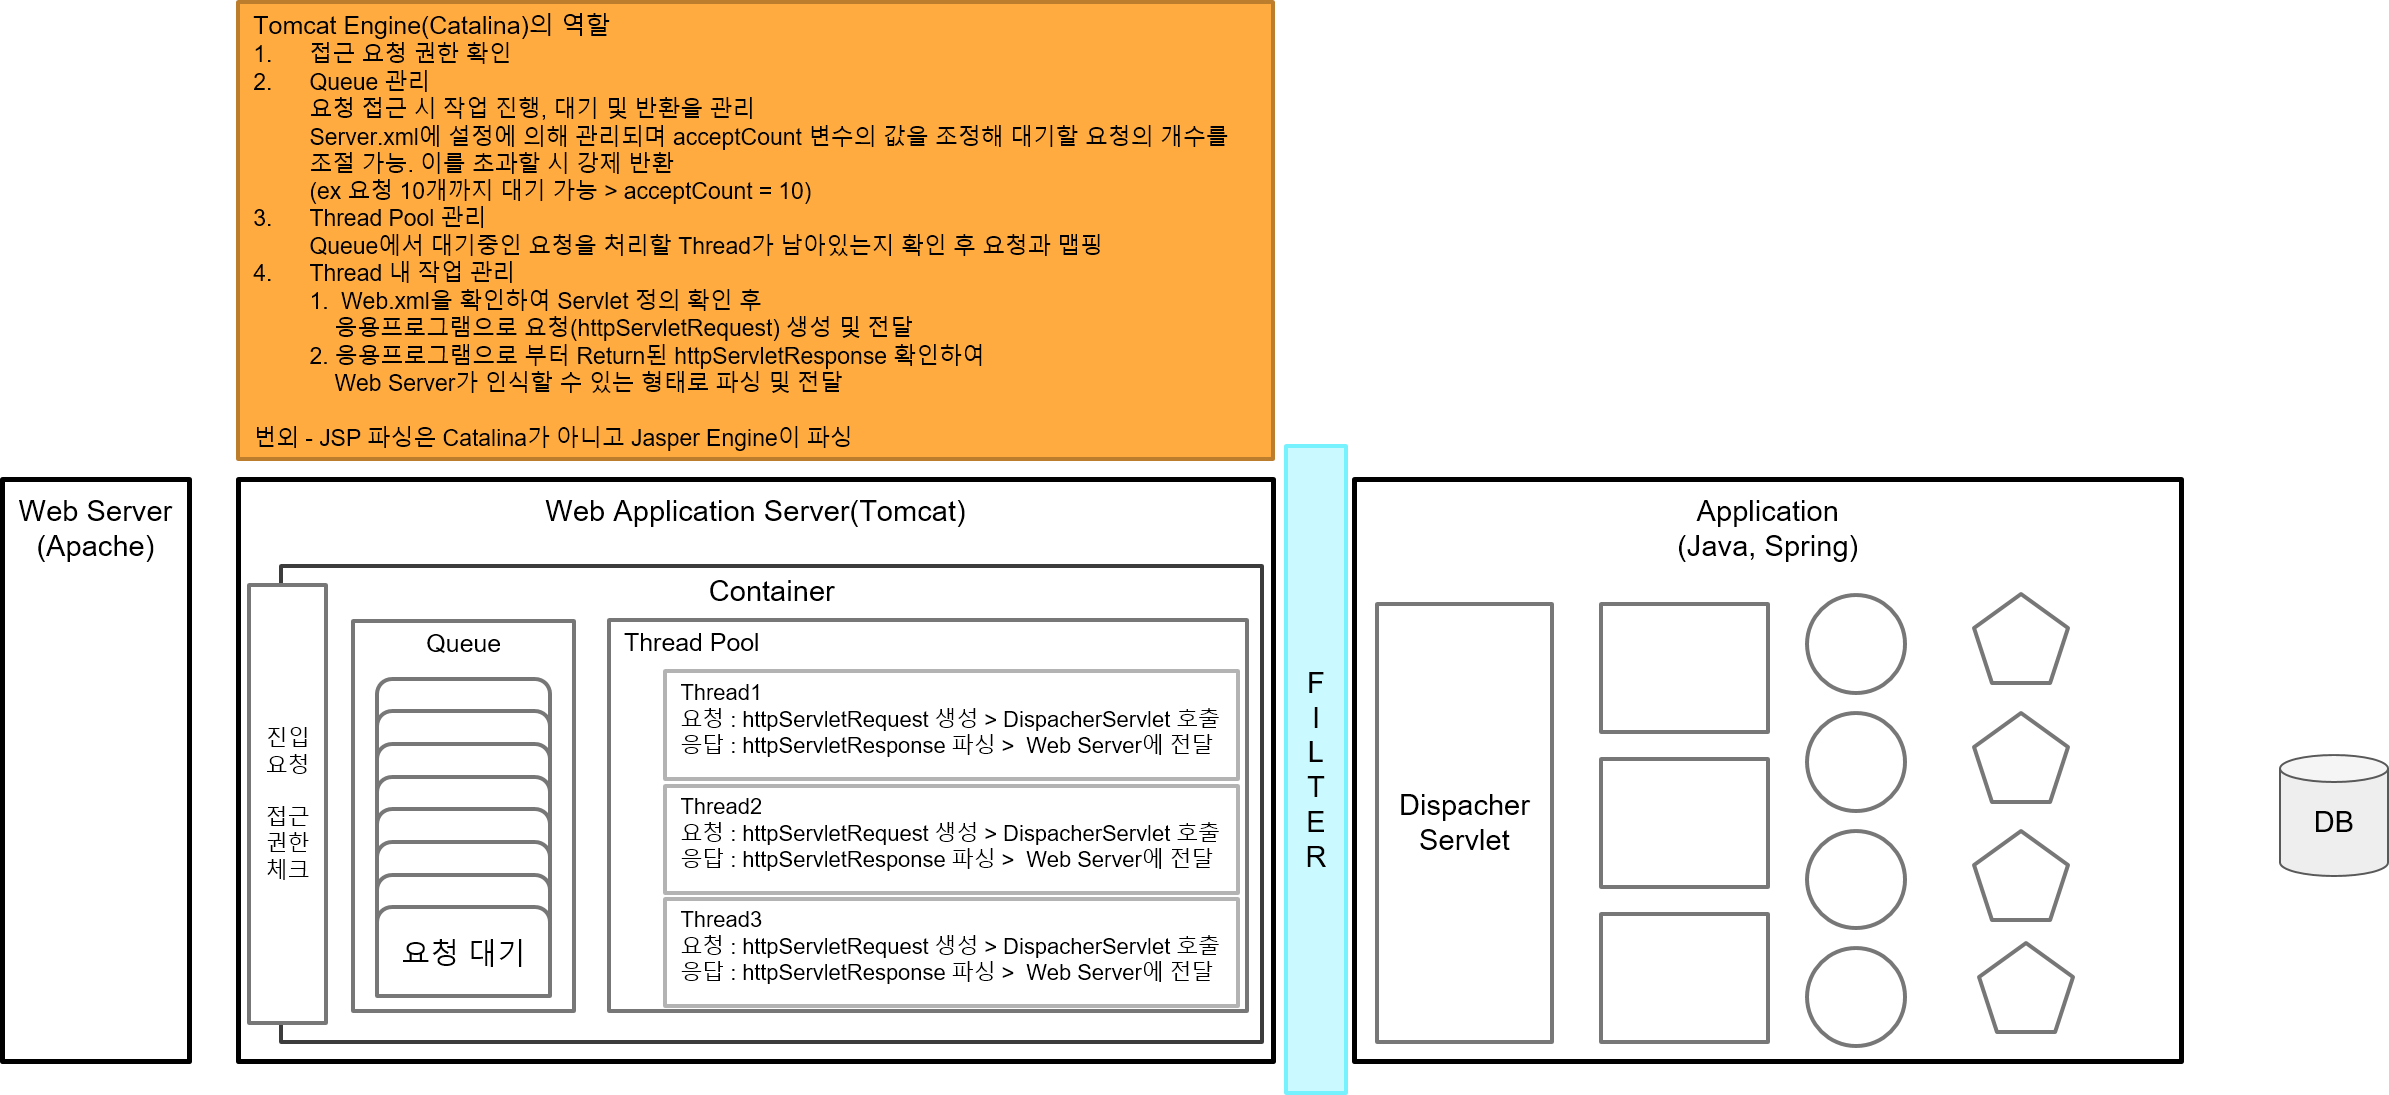 Tomcat Engine(Catalina)의 역할
1. 접근 요청 권한 확인
2. Queue 관리
요청 접근 시 작업 진행, 대기 및 반환을 관리
Server.xml에 설정에 의해 관리되며 acceptCount 변수의 값을 조정해 대기할 요청의 개수를
조절 가능. 이를 초과할 시 강제 반환
(ex 요청 10개까지 대기 가능 > acceptCount = 10)
3. Thread Pool 관리
Queue에서 대기중인 요청을 처리할 Thread가 남아있는지 확인 후 요청과 맵핑
4. Thread 내 작업 관리
1. Web.xml을 확인하여 Servlet 정의 확인 후
응용프로그램으로 요청(httpServletRequest) 생성 및 전달
2. 응용프로그램으로 부터 Return된 httpServletResponse 확인하여
Web Server가 인식할 수 있는 형태로 파싱 및 전달
번외 - JSP 파싱은 Catalina가 아니고 Jasper Engine이 파싱
Web Server
(Apache)
Web Application Server(Tomcat)
Container
진입
요청
접근
권한
체크
Queue
요청 대기
Thread Pool
Thread1
요청 : httpServletRequest 생성 > DispacherServlet 호출
응답 : httpServletResponse 파싱 > Web Server에 전달
Thread2
요청 : httpServletRequest 생성 > DispacherServlet 호출
응답 : httpServletResponse 파싱 > Web Server에 전달
Thread3
요청 : httpServletRequest 생성 > DispacherServlet 호출
응답 : httpServletResponse 파싱 > Web Server에 전달
F
I
L
T
E
R
Application
(Java, Spring)
Dispacher
Servlet
DB